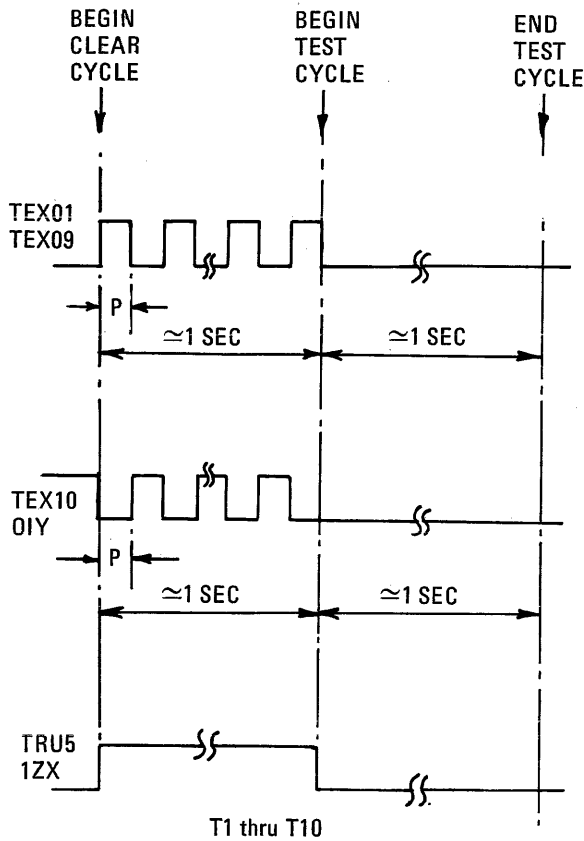 BEGIN
CLEAR
CYCLE
BEGIN
TEST
CYCLE
END
TEST
CYCLE
TEX01
TEX09
P
≃1 SEC
≃1 SEC
TEX10
OIY
P
≃1 SEC
≃1 SEC
TRU5
1ZX
T1 thru T10